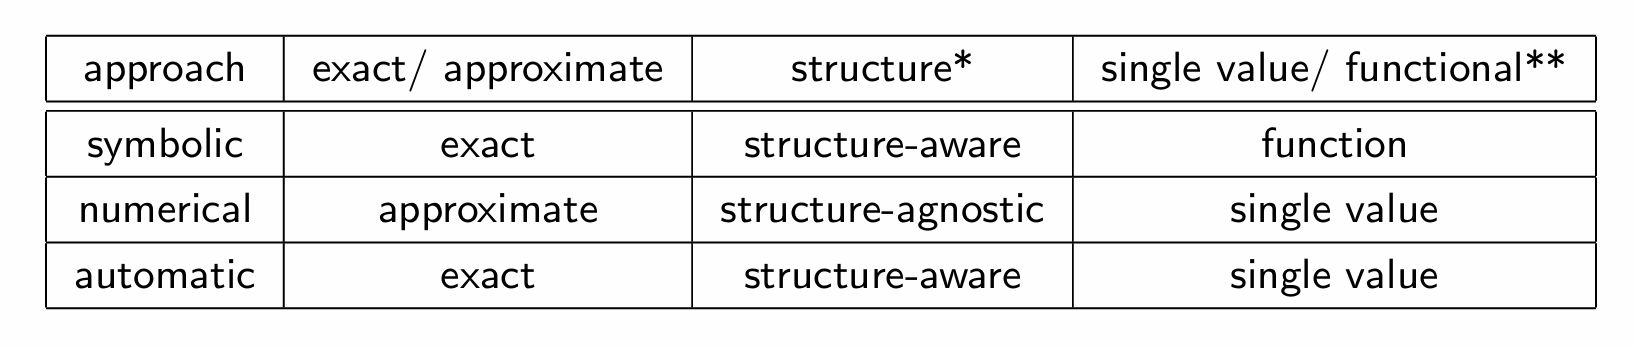 approach exact/ approximate structure* single value/ functional**
symbolic exact structure-aware function
numerical approximate structure-agnostic single value
automatic exact structure-aware single value